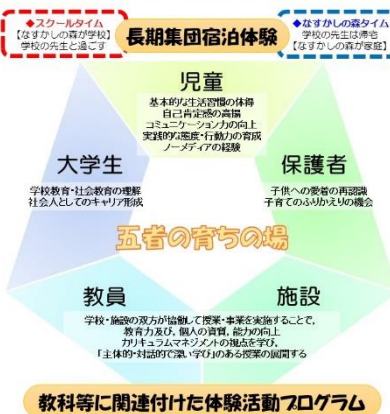 ◆スクールタイム
【なすかしの森が学校】
学校の先生と過ごす
長期集団宿泊体験
◆なすかしの森タイム
学校の先生は帰宅
【なすかしの森が家庭】
児童
基本的な生活習慣の体得
自己肯定感の高揚
コミュニケーション力の向上
実践的態度・行動力の育成
ノーメディアの経験
大学生
学校教育・社会教育の理解
社会人としてのキャリア形成
保護者
子供への愛着の再認識
子育てのふりかえりの機会
五者の育ちの場
教員
施設
学校・施設の双方が協働して授業・事業を実施することで、
教育力及び、個人の資質、能力の向上
カリキュラムマネジメントの視点を学び、
「主体的・対話的で深い学び」のある授業の展開する
教科等に関連付けた体験活動プログラム